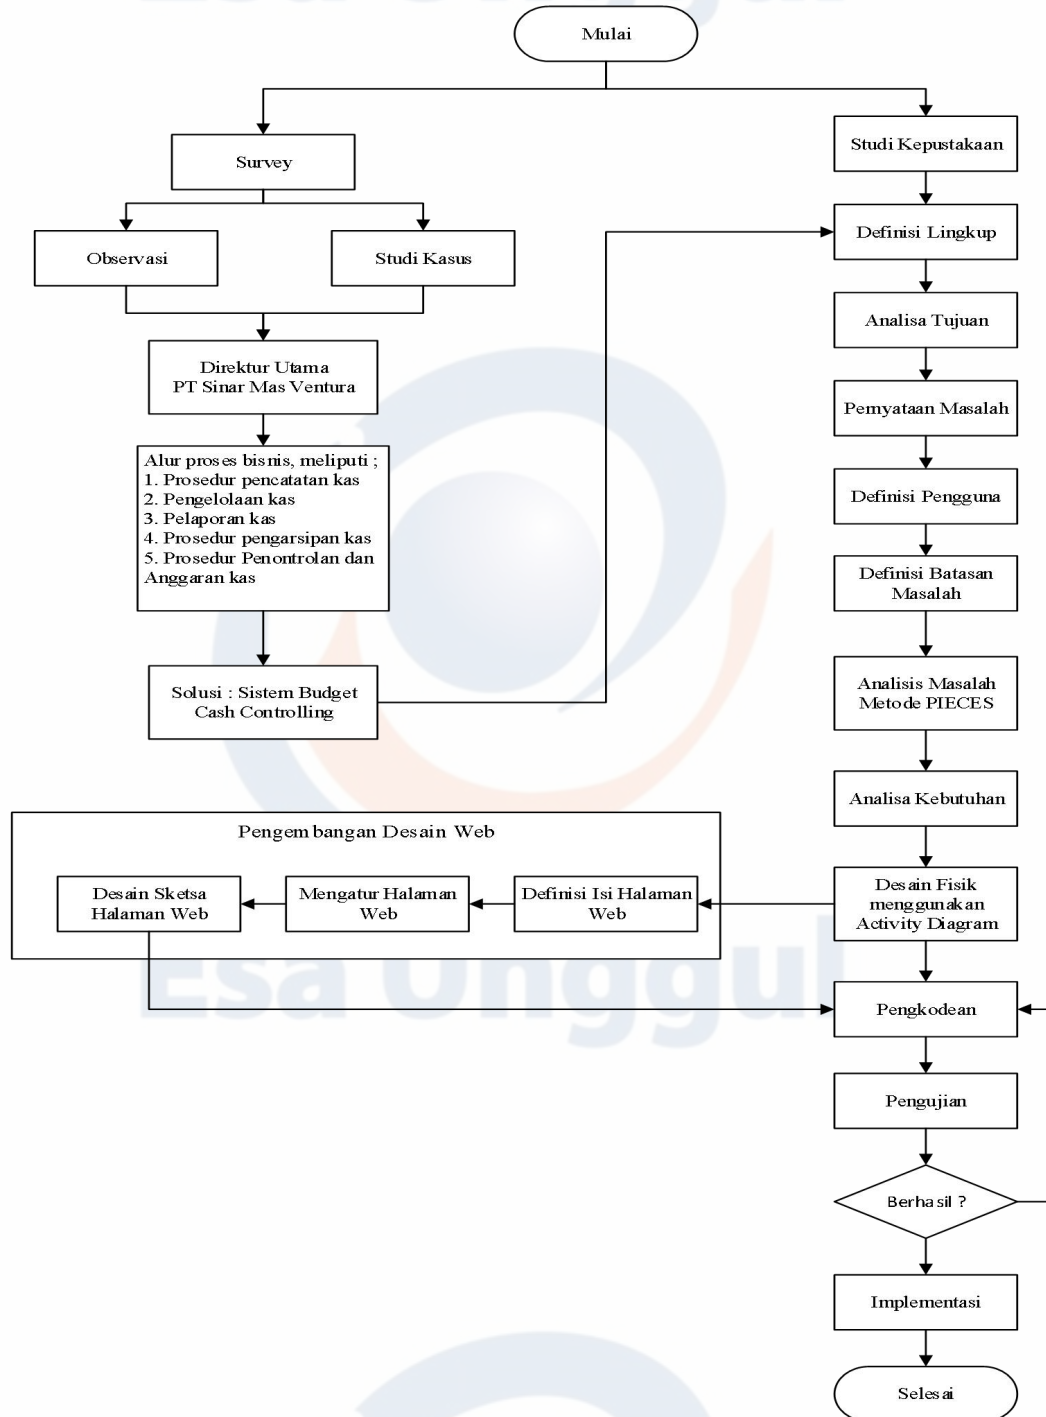 Mulai
Survey
Studi Kepustakaan
Observasi
Studi Kasus
Definisi Lingkup
Direktur Utama
PT Sinar Mas Ventura
Analisa Tujuan
Alur proses bisnis, meliputi ;
1. Prosedur pencatatan kas
2. Pengelolaan kas
3. Pelaporan kas
4. Prosedur pengarsipan kas
5. Prosedur Penontrolan dan
Anggaran kas
Pernyataan Masalah
Definisi Pengguna
Definisi Batasan
Masalah
Solusi : Sistem Budget
Cash Controlling
Analisis Masalah
Metode PIECES
Analisa Kebutuhan
Pengembangan Desain Web
Desain Sketsa
Halaman Web
Mengatur Halaman
Web
Definisi Isi Halaman
Web
Desain Fisik
menggunakan
Activity Diagram
Esa Unggul
Pengkodean
Pengujian
Berhasil ?
Implementasi
Selesai